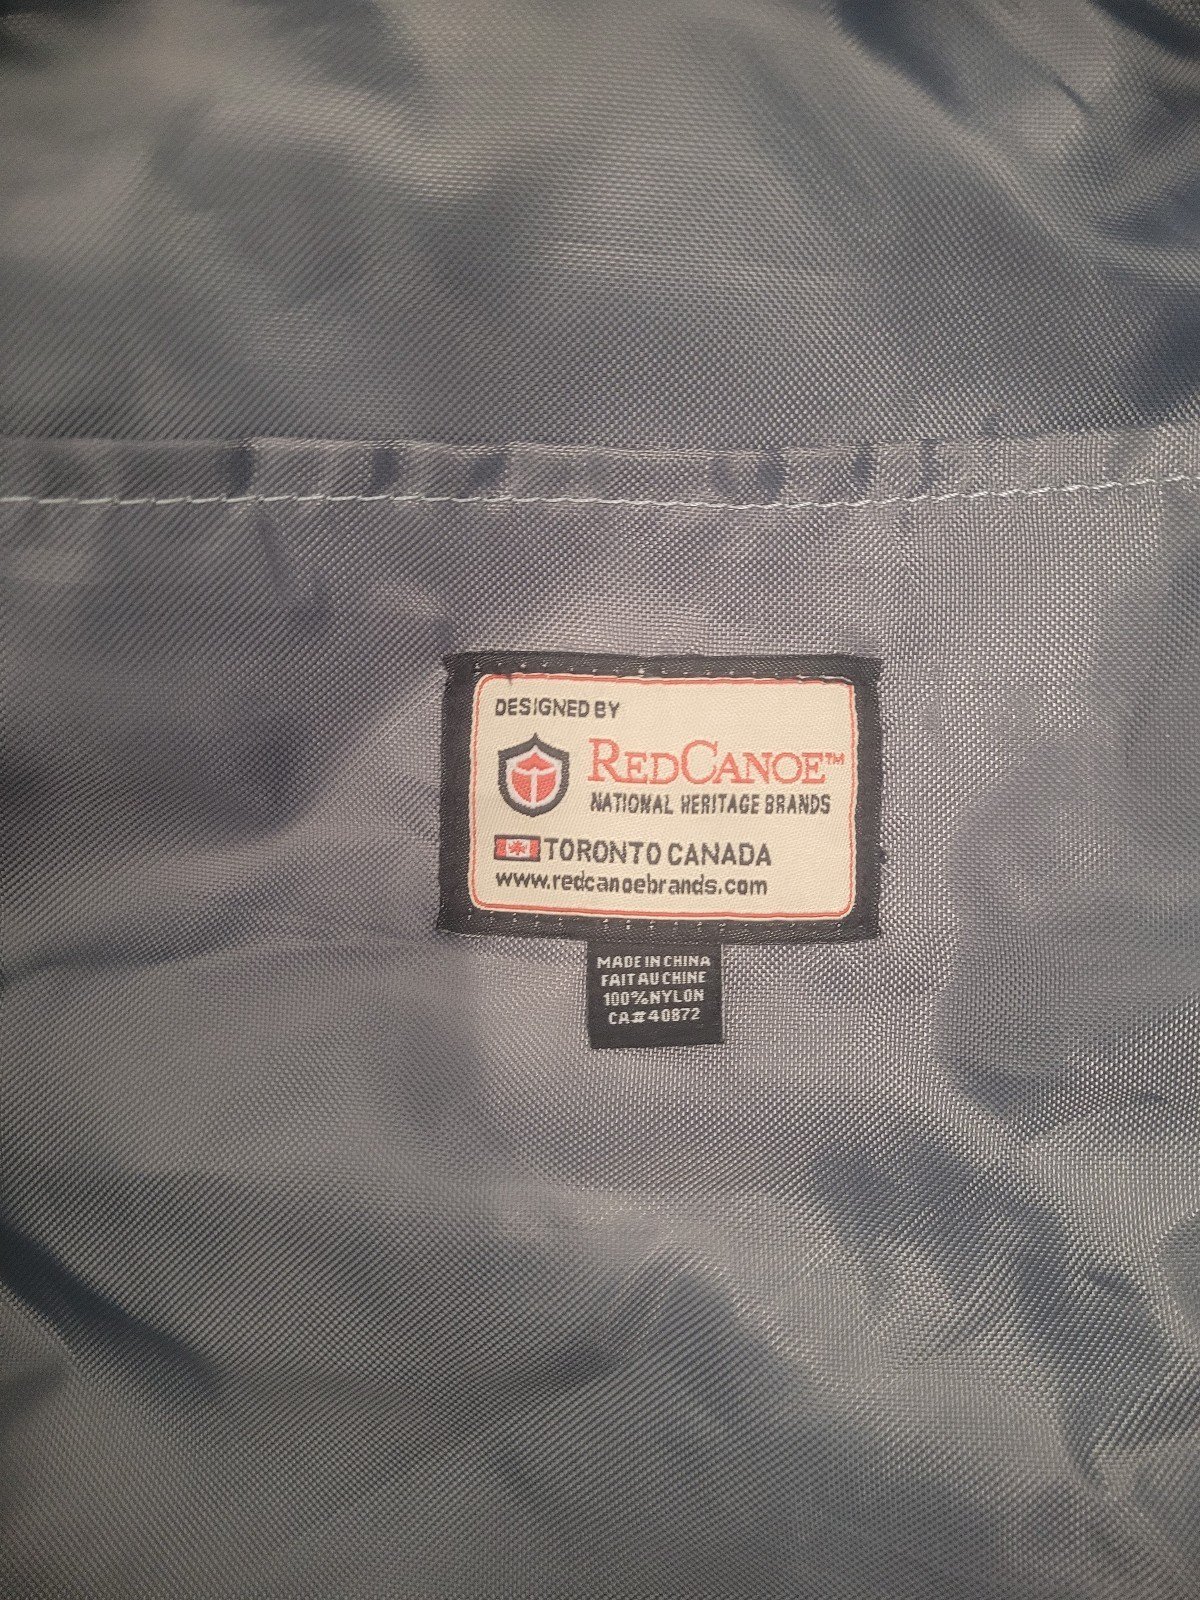 DESIGNED BY
REDCANOE™
NATIONAL HERITAGE BRANDS
TORONTO CANADA
www.redcanoebrands.com
MADE IN CHINA
FAIT AU CHINE
100%NYLON
CA#40872